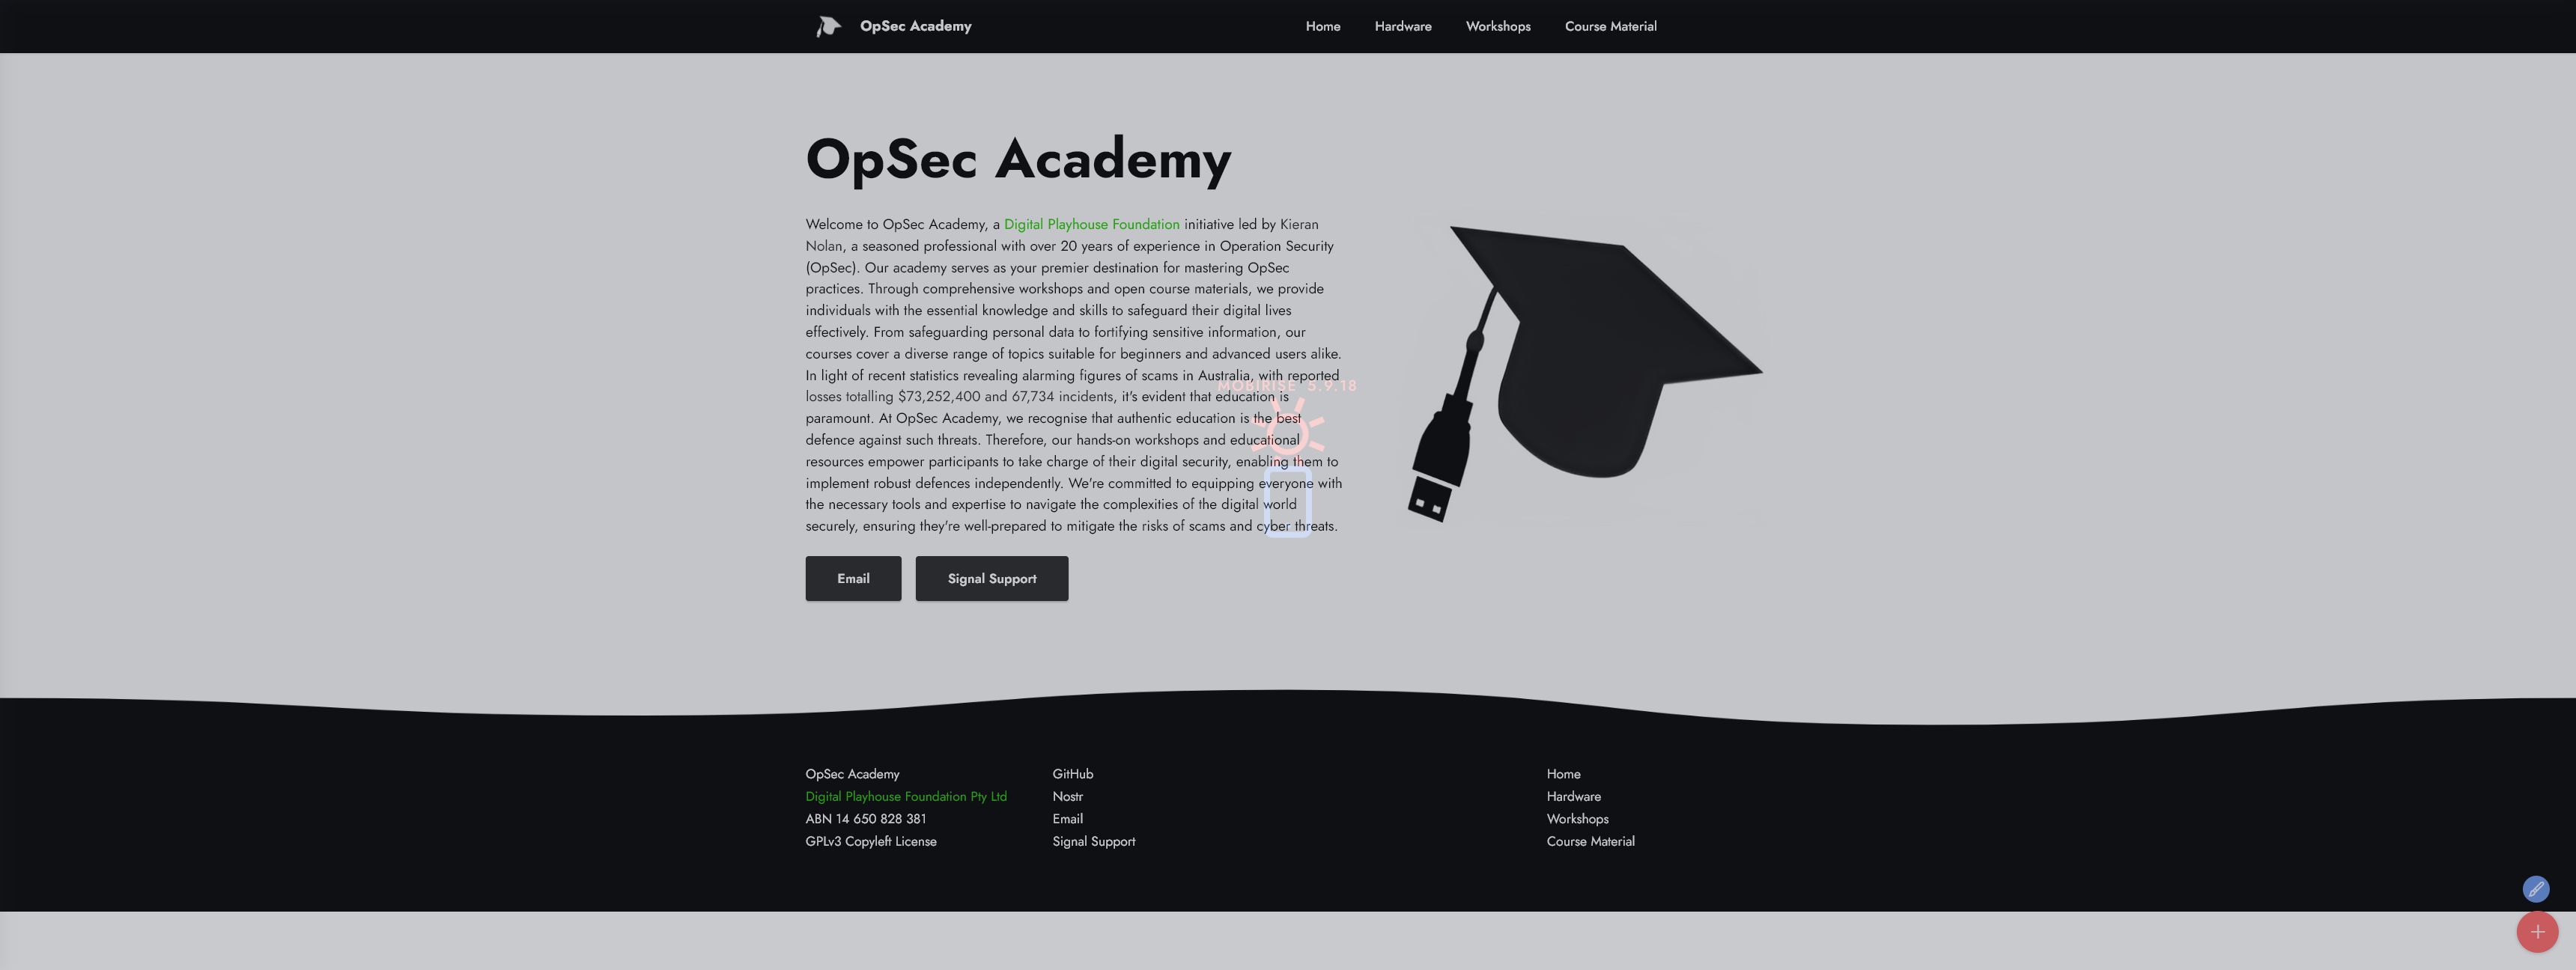 OpSec Academy
Home
Hardware
Workshops
Course Material
OpSec Academy
Welcome to OpSec Academy, a Digital Playhouse Foundation initiative led by Kieran
Nolan, a seasoned professional with over 20 years of experience in Operation Security
(OpSec). Our academy serves as your premier destination for mastering OpSec
practices. Through comprehensive workshops and open course materials, we provide
individuals with the essential knowledge and skills to safeguard their digital lives
effectively. From safeguarding personal data to fortifying sensitive information, our
courses cover a diverse range of topics suitable for beginners and advanced users alike.
In light of recent statistics revealing alarming figures of scams in Australia, with reported
losses totalling $73,252,400 and 67,734 incidents, it's evident that education is
paramount. At OpSec Academy, we recognise that authentic education is the best
defence against such threats. Therefore, our hands-on workshops and educational
resources empower participants to take charge of their digital security, enabling them to
implement robust defences independently. We're committed to equipping everyone with
the necessary tools and expertise to navigate the complexities of the digital world
securely, ensuring they're well-prepared to mitigate the risks of scams and cyber threats.
MOBIRISE 5.9.18
Email
Signal Support
OpSec Academy
Digital Playhouse Foundation Pty Ltd
ABN 14 650 828 381
GPLv3 Copyleft License
GitHub
Nostr
Email
Signal Support
Home
Hardware
Workshops
Course Material